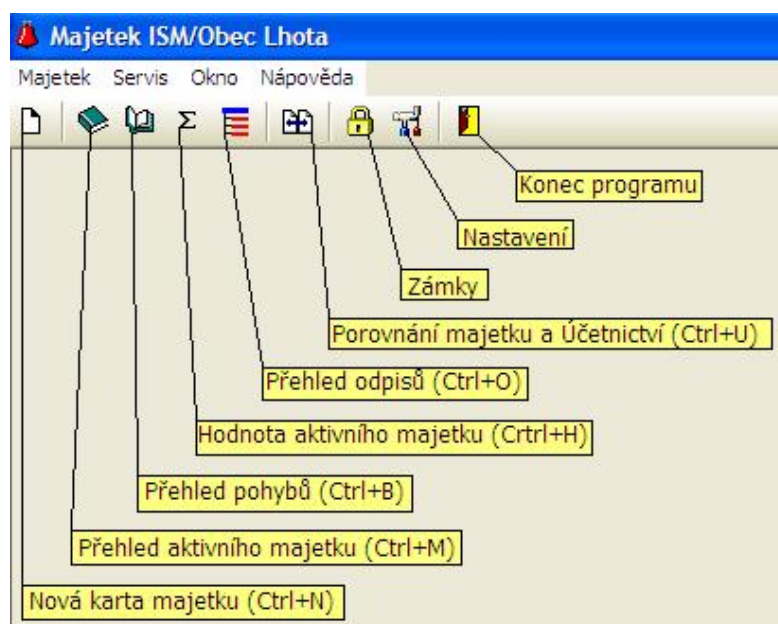 Majetek ISM/Obec Lhota
Majetek Servis Okno Nápověda
Σ
Konec programu
Nastavení
Zámky
Porovnání majetku a Účetnictví (Ctrl+U)
Přehled odpisů (Ctrl+O)
Hodnota aktivního majetku (Crtrl+H)
Přehled pohybů (Ctrl+B)
Přehled aktivního majetku (Ctrl+M)
Nová karta majetku (Ctrl+N)